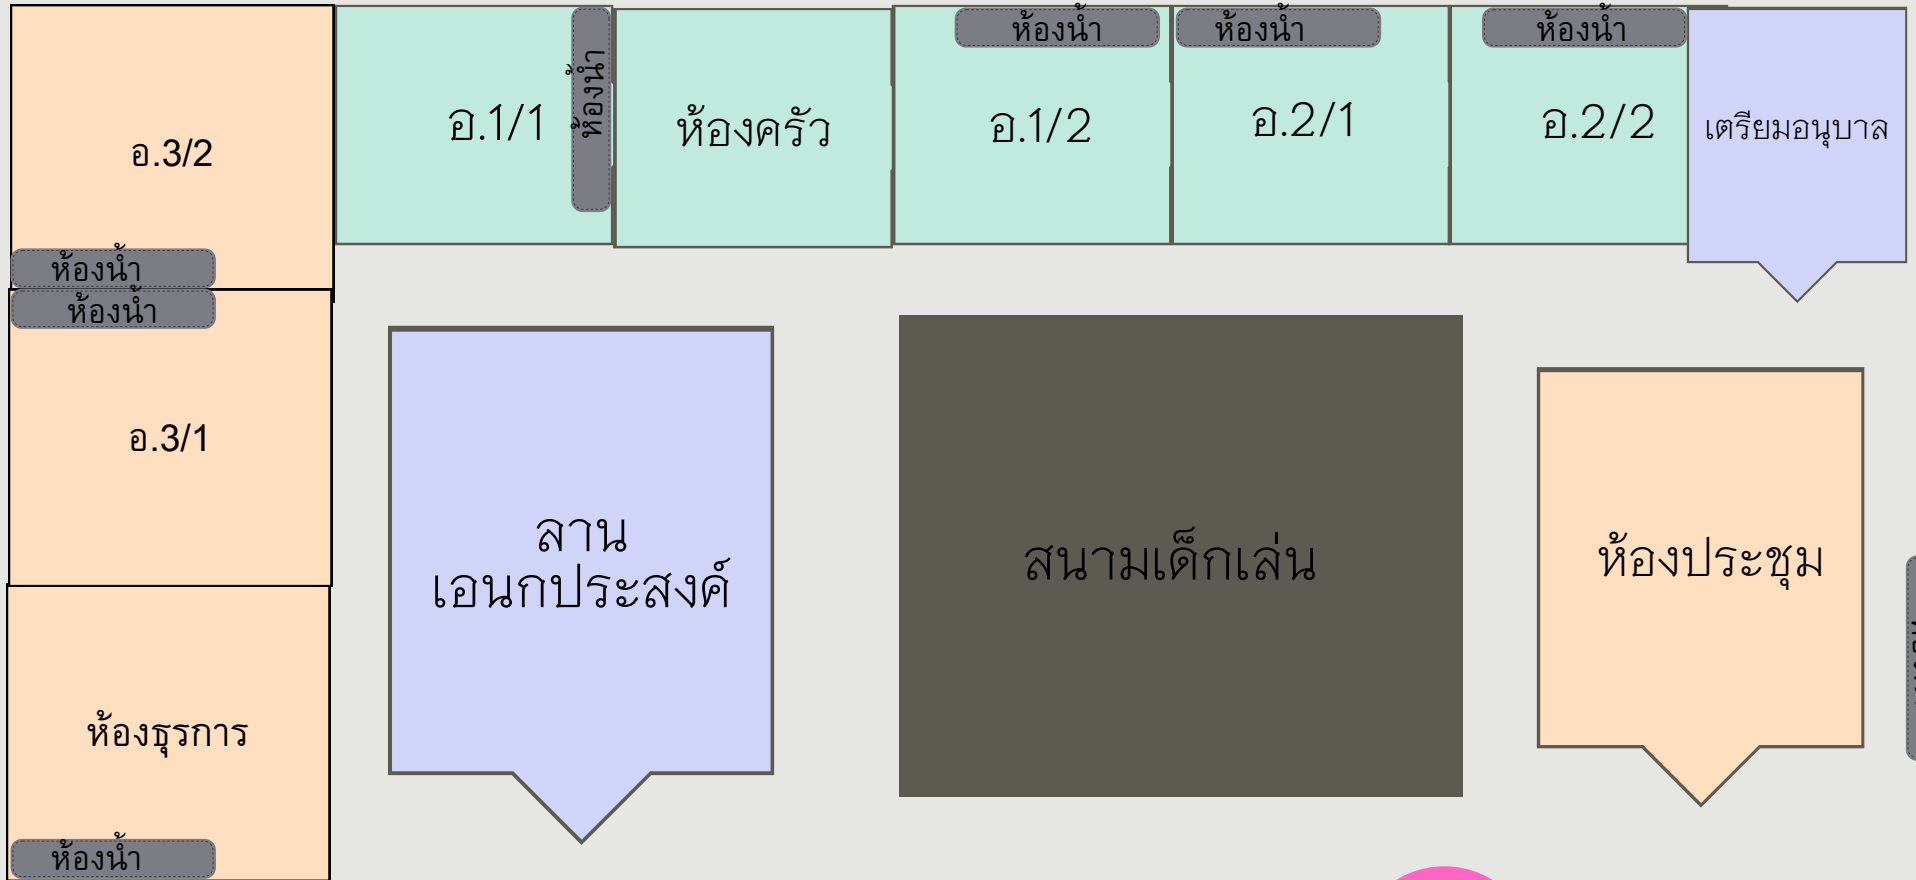 ห้องน้ำ
ห้องน้ำ
ห้องน้ำ
ห้องน้ำ
อ.3/2
อ.1/1
ห้องครัว
อ.1/2
อ.2/1
อ.2/2
เตรียมอนุบาล
ห้องน้ำ
ห้องน้ำ
อ.3/1
ลาน
เอนกประสงค์
สนามเด็กเล่น
ห้องประชุม
ห้องธุรการ
ห้องน้ำ